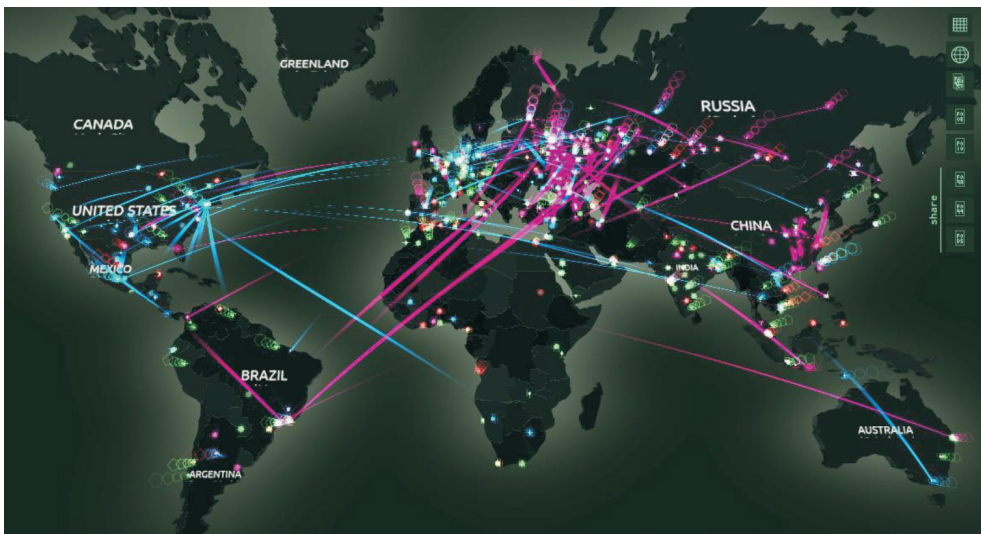 GREENLAND
RUSSIA
CANADA
UNITED STATES
CHINA
share
MEXICO
INDIA
BRAZIL
AUSTRALIA
ARGENTINA